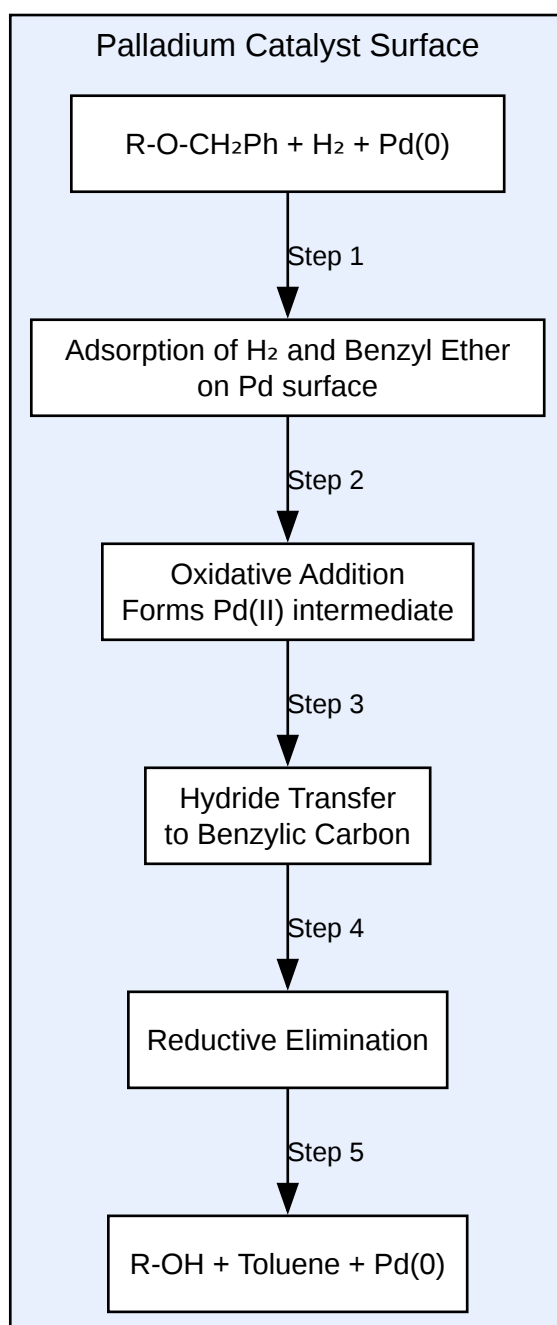 Palladium Catalyst Surface
R-O-CH₂Ph + H₂ + Pd(0)
Step 1
Adsorption of H₂ and Benzyl Ether
on Pd surface
Step 2
Oxidative Addition
Forms Pd(II) intermediate
Step 3
Hydride Transfer
to Benzylic Carbon
Step 4
Reductive Elimination
Step 5
R-OH + Toluene + Pd(0)